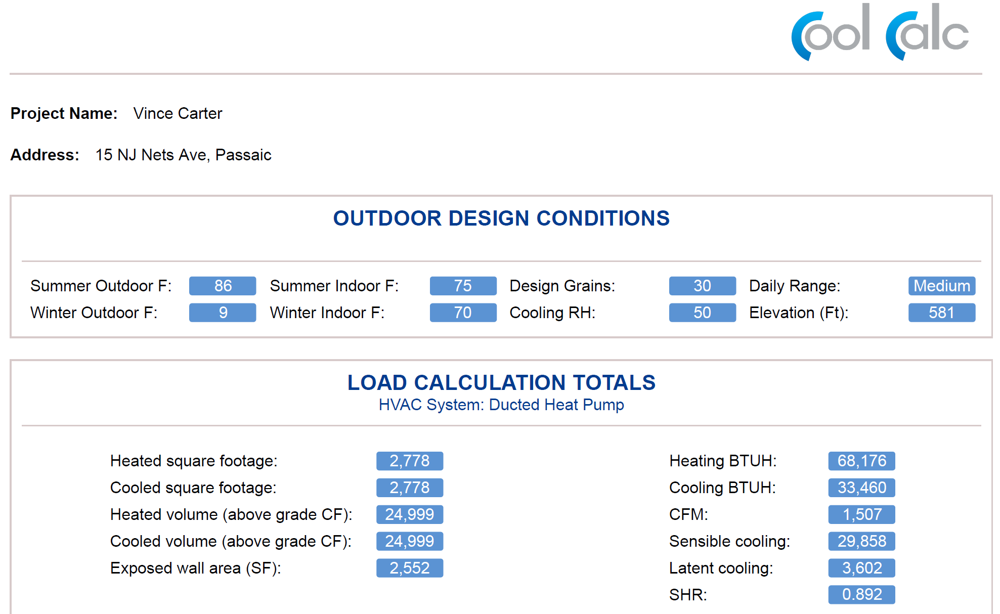 Cool Calc
Project Name: Vince Carter
Address: 15 NJ Nets Ave, Passaic
OUTDOOR DESIGN CONDITIONS
Summer Outdoor F: 86 Summer Indoor F: 75 Design Grains: 30 Daily Range: Medium
Winter Outdoor F: 9 Winter Indoor F: 70 Cooling RH: 50 Elevation (Ft): 581
LOAD CALCULATION TOTALS
HVAC System: Ducted Heat Pump
Heated square footage: 2,778 Heating BTUH: 68,176
Cooled square footage: 2,778 Cooling BTUH: 33,460
Heated volume (above grade CF): 24,999 CFM: 1,507
Cooled volume (above grade CF): 24,999 Sensible cooling: 29,858
Exposed wall area (SF): 2,552 Latent cooling: 3,602
SHR: 0.892